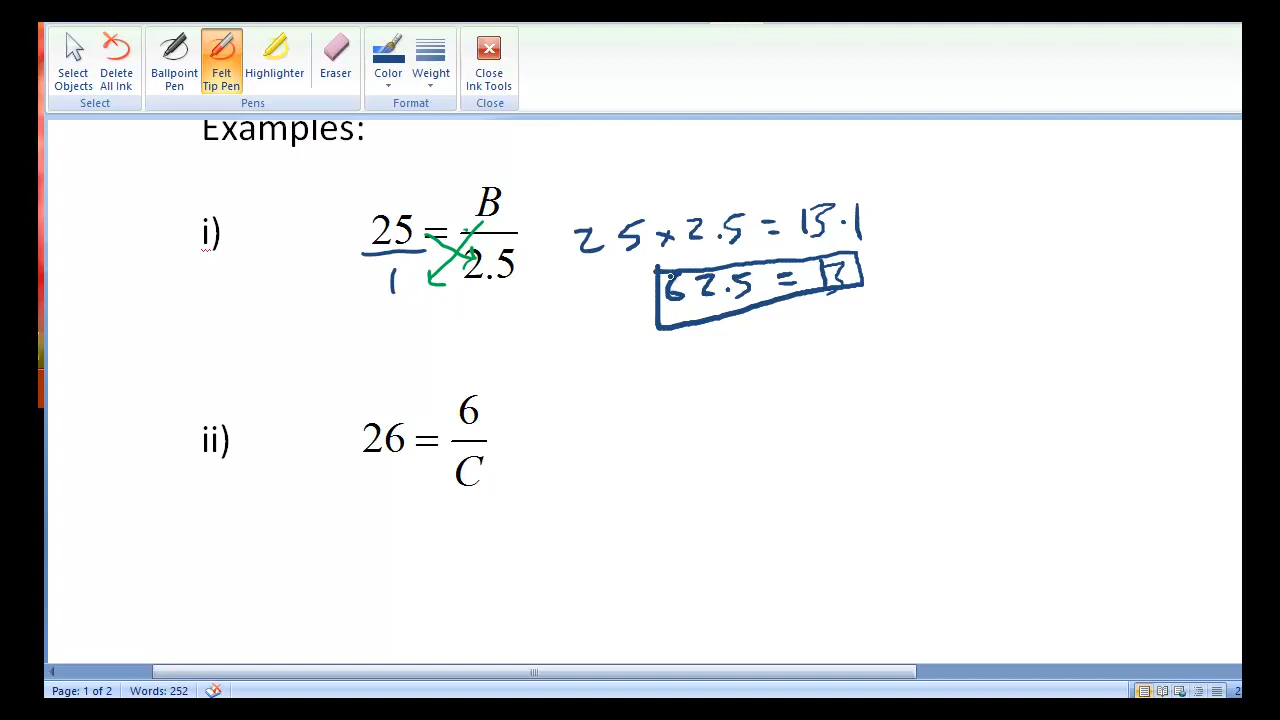 Select Objects
Delete All Ink
Ballpoint Pen
Felt Tip Pen
Highlighter
Eraser
Color
Weight
Close Ink Tools
Select
Pens
Format
Close
Examples:
i) 25 = B / 2.5
1
25 × 2.5 = B · 1
62.5 = B
ii) 26 = 6 / C
Page: 1 of 2
Words: 252
2